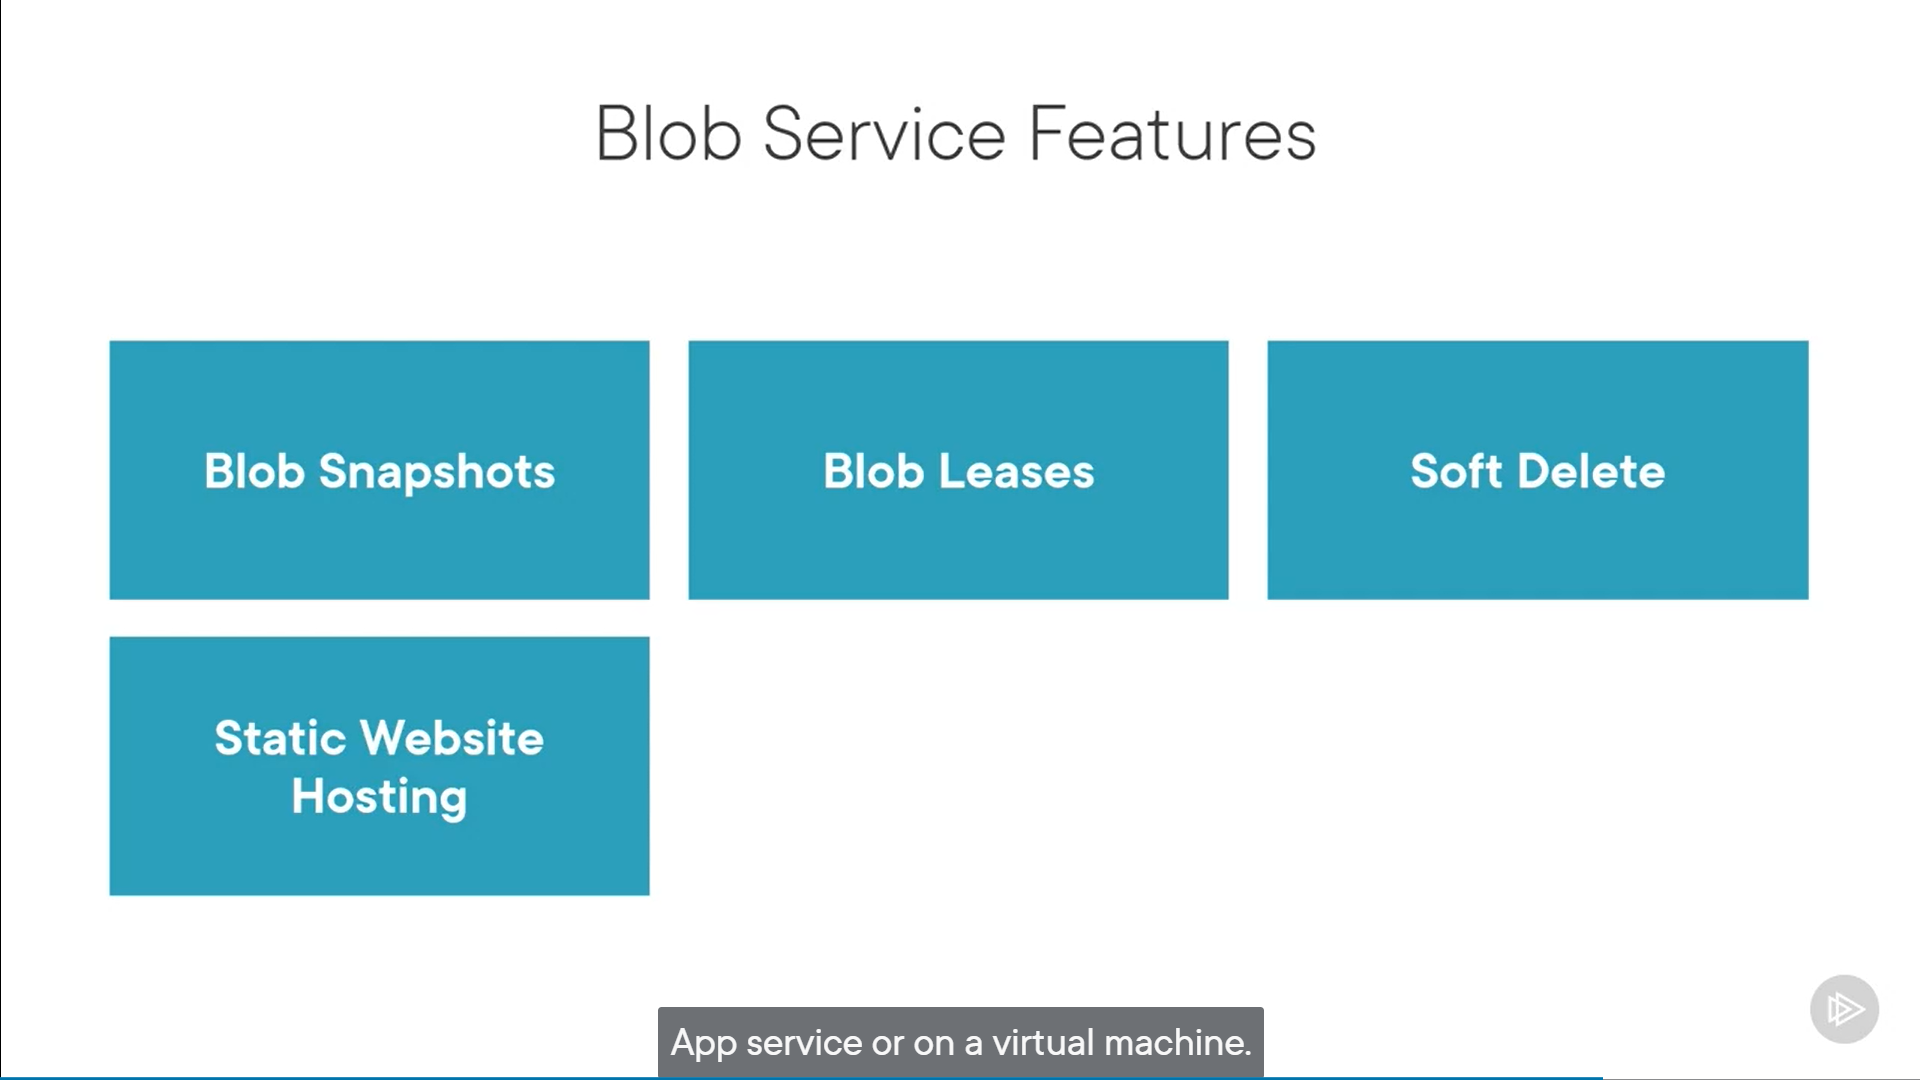 Blob Service Features
Blob Snapshots
Blob Leases
Soft Delete
Static Website
Hosting
App service or on a virtual machine.